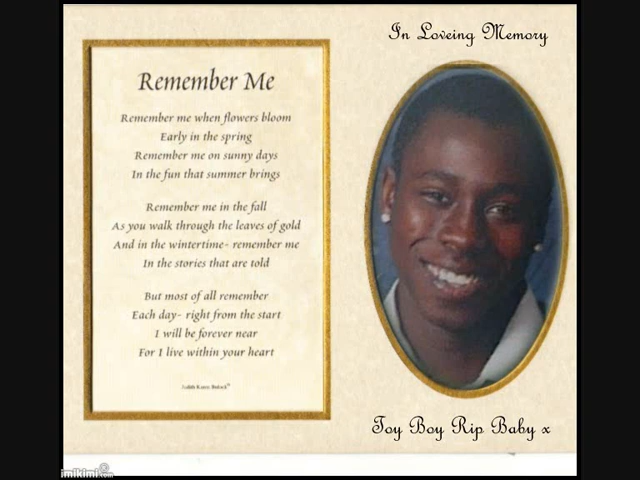 In Loveing Memory
Remember Me
Remember me when flowers bloom
Early in the spring
Remember me on sunny days
In the fun that summer brings
Remember me in the fall
As you walk through the leaves of gold
And in the wintertime- remember me
In the stories that are told
But most of all remember
Each day- right from the start
I will be forever near
For I live within your heart
Toy Boy Rip Baby x
imikimi.com